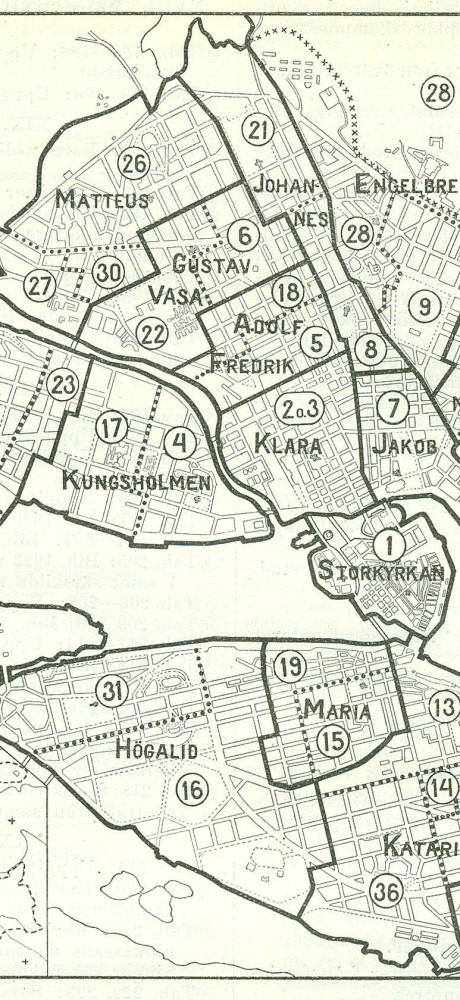 28
21
26
JOHAN-
NES
ENGELBRE
MATTEUS
6
28
GUSTAV
VASA
30
27
18
9
22
ADOLF
FREDRIK
5
8
23
2o.3
7
17
4
KLARA
JAKOB
KUNGSHOLMEN
1
STORKYRKAN
19
31
MARIA
13
15
HÖGALID
16
14
KATARI
36